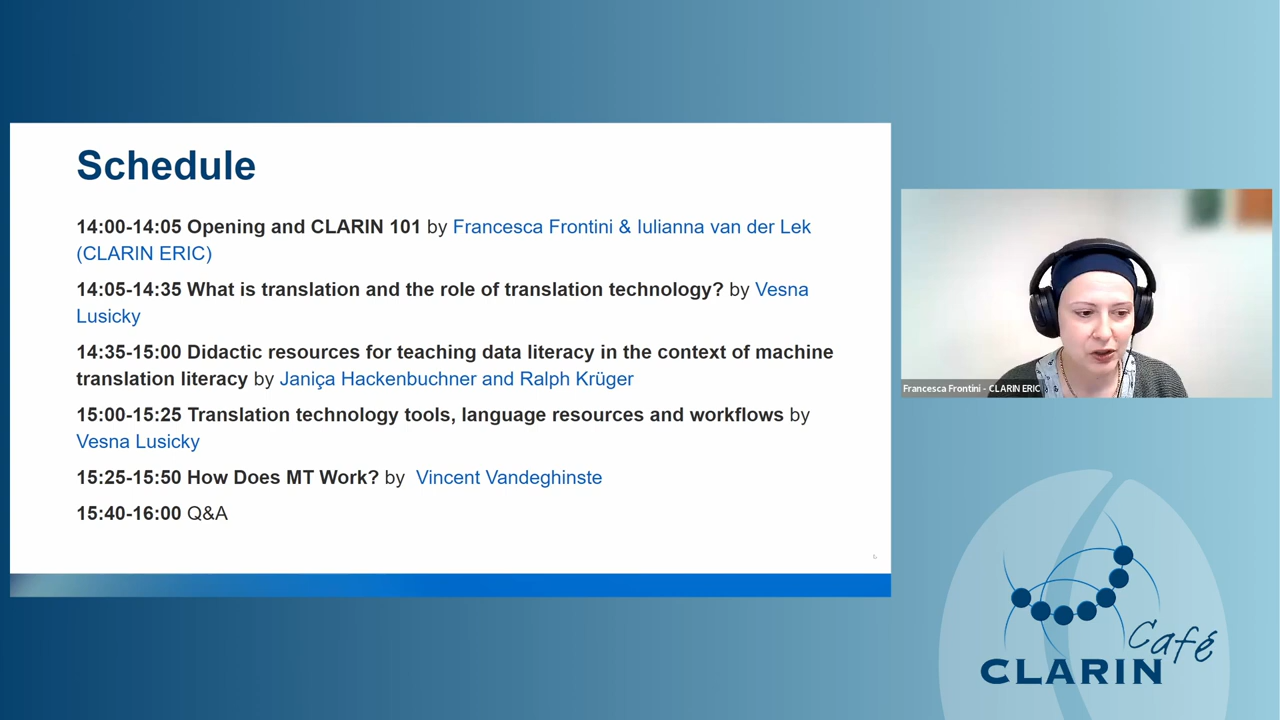 Schedule
14:00-14:05 Opening and CLARIN 101 by Francesca Frontini & Iulianna van der Lek
(CLARIN ERIC)
14:05-14:35 What is translation and the role of translation technology? by Vesna
Lusicky
14:35-15:00 Didactic resources for teaching data literacy in the context of machine
translation literacy by Janiça Hackenbuchner and Ralph Krüger
15:00-15:25 Translation technology tools, language resources and workflows by
Vesna Lusicky
15:25-15:50 How Does MT Work? by Vincent Vandeghinste
15:40-16:00 Q&A
Francesca Frontini - CLARIN ERIC
Café
CLARIN